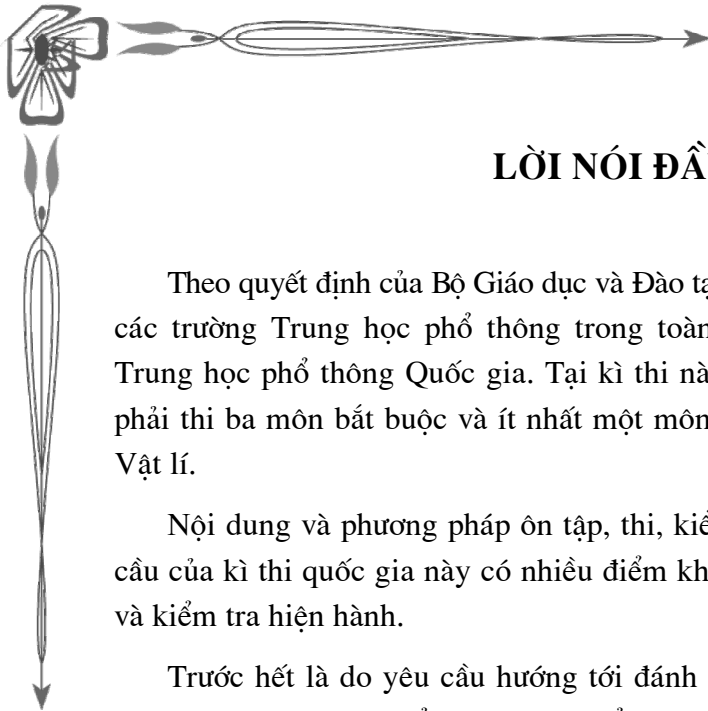 LỜI NÓI ĐẦ
Theo quyết định của Bộ Giáo dục và Đào tạ
các trường Trung học phổ thông trong toàn
Trung học phổ thông Quốc gia. Tại kì thi nà
phải thi ba môn bắt buộc và ít nhất một môn
Vật lí.
Nội dung và phương pháp ôn tập, thi, kiể
cầu của kì thi quốc gia này có nhiều điểm kh
và kiểm tra hiện hành.
Trước hết là do yêu cầu hướng tới đánh